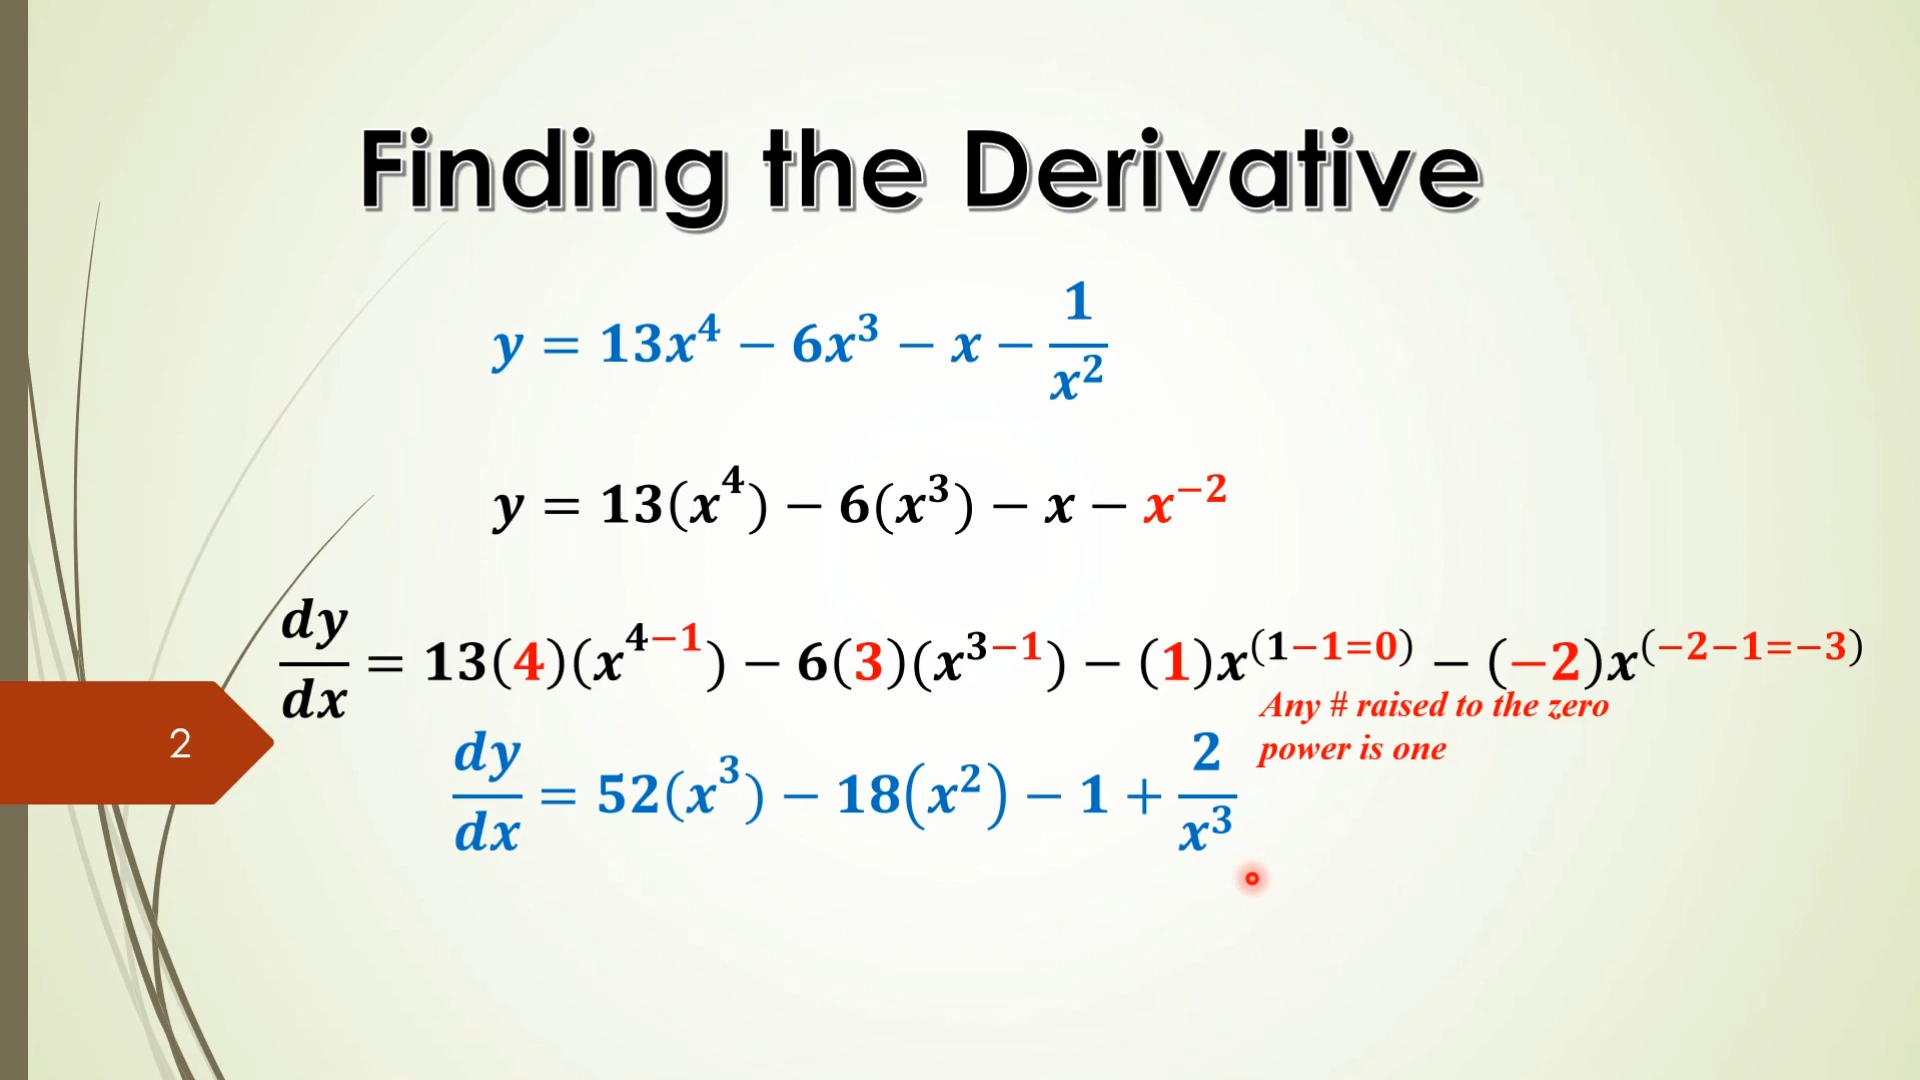 Finding the Derivative
y = 13x⁴ − 6x³ − x − 1/x²
y = 13(x⁴) − 6(x³) − x − x⁻²
dy/dx = 13(4)(x⁴⁻¹) − 6(3)(x³⁻¹) − (1)x⁽¹⁻¹⁼⁰⁾ − (−2)x⁽⁻²⁻¹⁼⁻³⁾
Any # raised to the zero
power is one
2
dy/dx = 52(x³) − 18(x²) − 1 + 2/x³